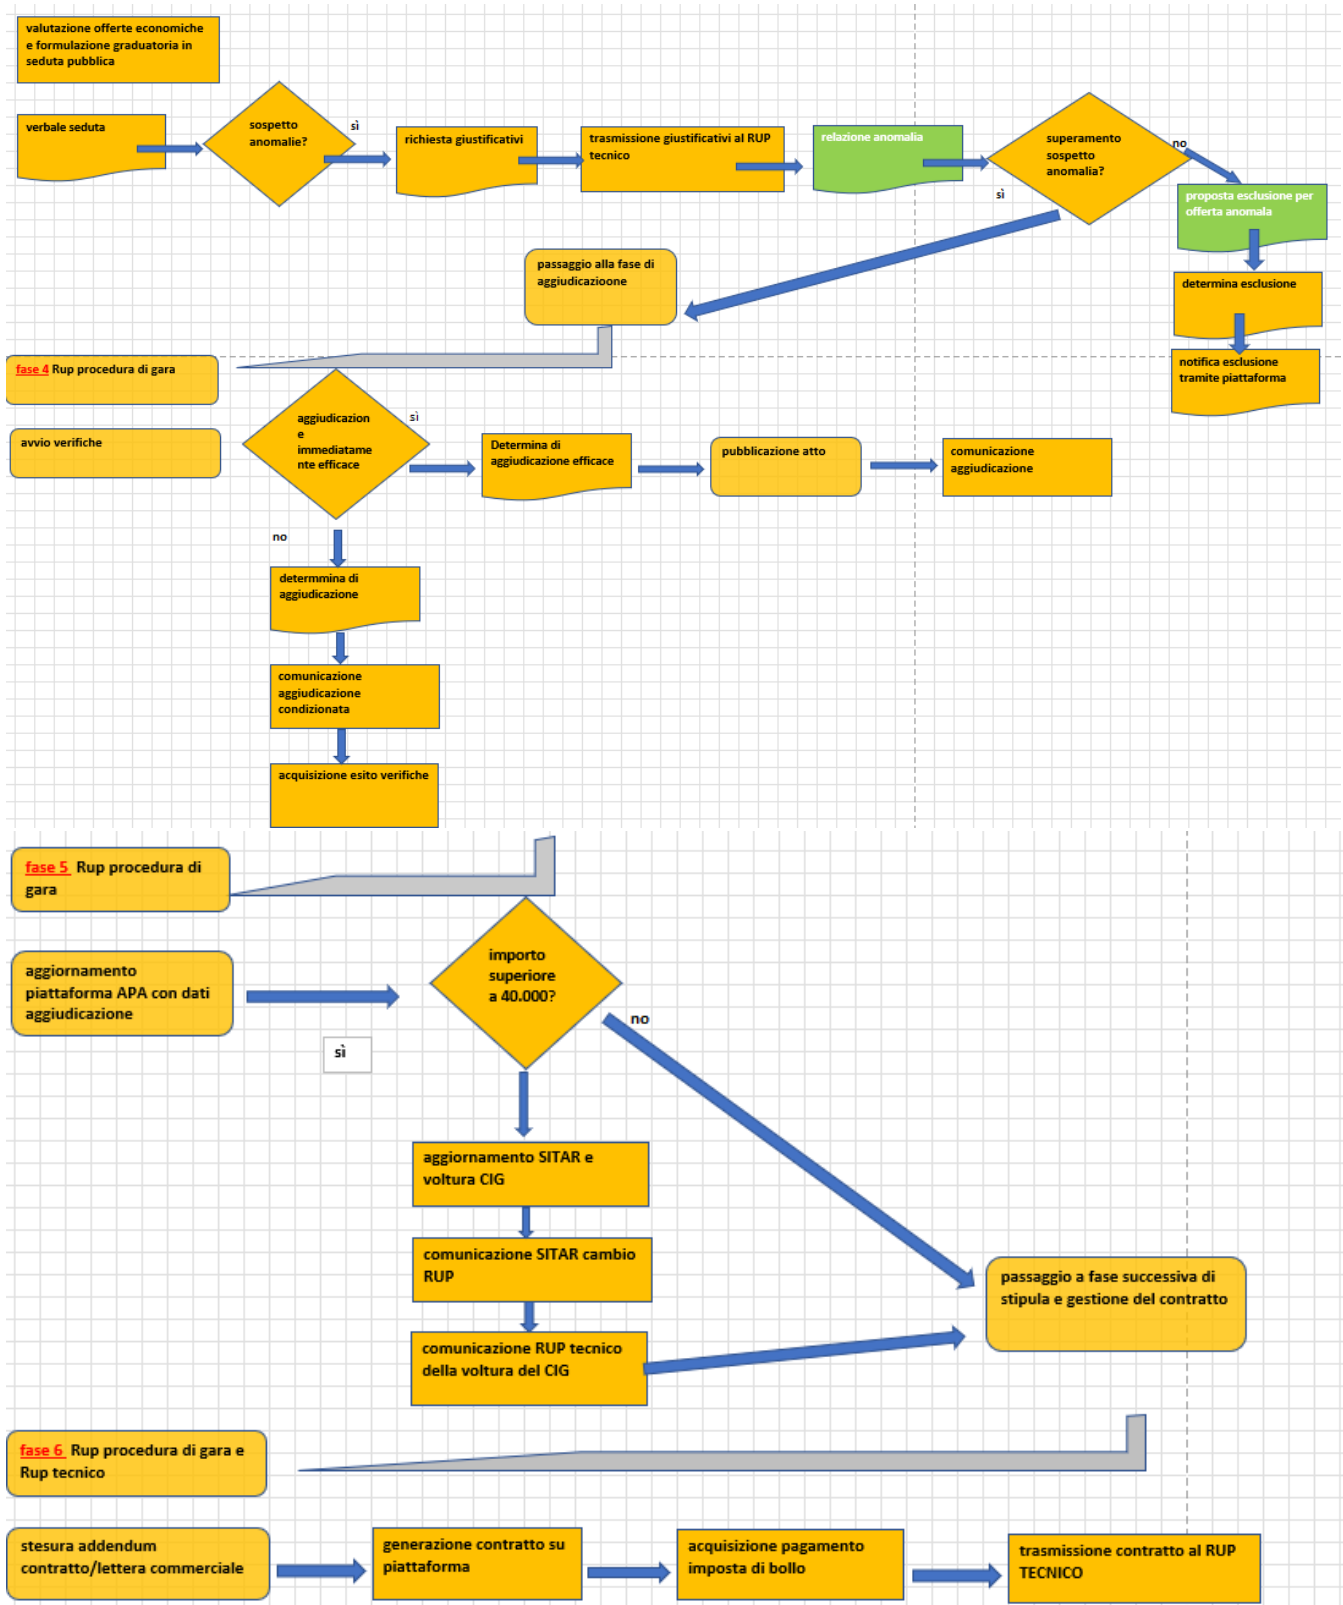 valutazione offerte economiche
e formulazione graduatoria in
seduta pubblica
verbale seduta
sospetto
anomalie?
sì
richiesta giustificativi
trasmissione giustificativi al RUP
tecnico
relazione anomalia
superamento
sospetto
anomalia?
no
sì
proposta esclusione per
offerta anomala
passaggio alla fase di
aggiudicazioone
determina esclusione
notifica esclusione
tramite piattaforma
fase 4 Rup procedura di gara
avvio verifiche
aggiudicazion
e
immediatame
nte efficace
sì
Determina di
aggiudicazione efficace
pubblicazione atto
comunicazione
aggiudicazione
no
determmina di
aggiudicazione
comunicazione
aggiudicazione
condizionata
acquisizione esito verifiche
fase 5 Rup procedura di
gara
aggiornamento
piattaforma APA con dati
aggiudicazione
importo
superiore
a 40.000?
no
sì
aggiornamento SITAR e
voltura CIG
comunicazione SITAR cambio
RUP
comunicazione RUP tecnico
della voltura del CIG
passaggio a fase successiva di
stipula e gestione del contratto
fase 6 Rup procedura di gara e
Rup tecnico
stesura addendum
contratto/lettera commerciale
generazione contratto su
piattaforma
acquisizione pagamento
imposta di bollo
trasmissione contratto al RUP
TECNICO